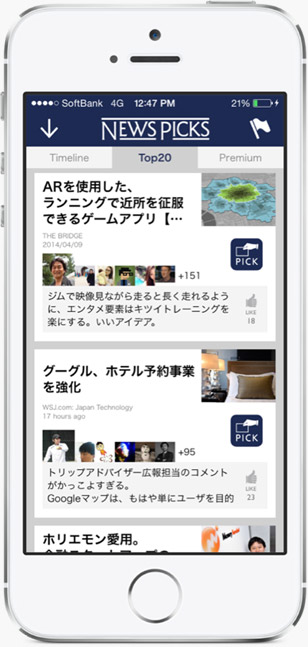 SoftBank 4G 12:47 PM 21%
NEWSPICKS
Timeline Top20 Premium
ARを使用した、
ランニングで近所を征服
できるゲームアプリ【…
THE BRIDGE
2014/04/09
PICK
+151
ジムで映像見ながら走ると長く走れるよう
に、エンタメ要素はキツイトレーニングを
楽にする。いいアイデア。
LIKE
18
グーグル、ホテル予約事業
を強化
WSJ.com: Japan Technology
17 hours ago
PICK
+95
トリップアドバイザー広報担当のコメント
がかっこよすぎる。
Googleマップは、もはや単にユーザを目的
LIKE
23
ホリエモン愛用。